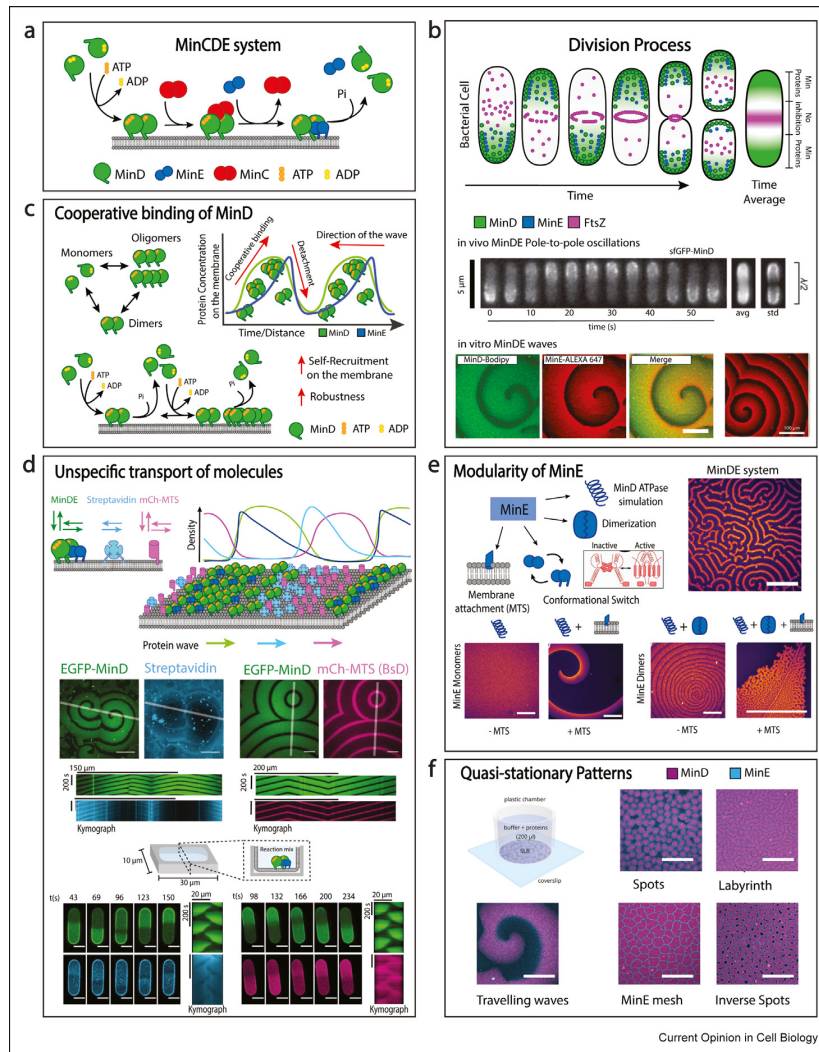 a
MinCDE system
ATP
ADP
Pi
MinD
MinE
MinC
ATP
ADP
b
Division Process
Bacterial Cell
Time
Time
Average
Min
Proteins
No
Inhibition
Min
Proteins
MinD
MinE
FtsZ
in vivo MinDE Pole-to-pole oscillations
sfGFP-MinD
5 μm
0
10
20
30
40
50
time (s)
avg
std
λ/2
in vitro MinDE waves
MinD-Bodipy
MinE-ALEXA 647
Merge
100 μm
c
Cooperative binding of MinD
Monomers
Oligomers
Dimers
Protein Concentration
on the membrane
Cooperative binding
Detachment
Direction of the wave
Time/Distance
MinD
MinE
ATP
ADP
Pi
ATP
ADP
Pi
Self-Recruitment
on the membrane
Robustness
MinD
ATP
ADP
d
Unspecific transport of molecules
MinDE
Streptavidin
mCh-MTS
Density
Protein wave
EGFP-MinD
Streptavidin
EGFP-MinD
mCh-MTS (BsD)
150 μm
200 s
Kymograph
200 μm
200 s
Kymograph
10 μm
30 μm
Reaction mix
t(s)
43
69
96
123
150
20 μm
200 s
Kymograph
t(s)
98
132
166
200
234
20 μm
200 s
Kymograph
e
Modularity of MinE
MinE
MinD ATPase
simulation
Dimerization
Membrane
attachment (MTS)
Conformational Switch
Inactive
Active
MinDE system
+
+
+
+
MinE Monomers
- MTS
+ MTS
MinE Dimers
- MTS
+ MTS
f
Quasi-stationary Patterns
MinD
MinE
plastic chamber
buffer + proteins
(200 μl)
SLB
coverslip
Spots
Labyrinth
Travelling waves
MinE mesh
Inverse Spots
Current Opinion in Cell Biology